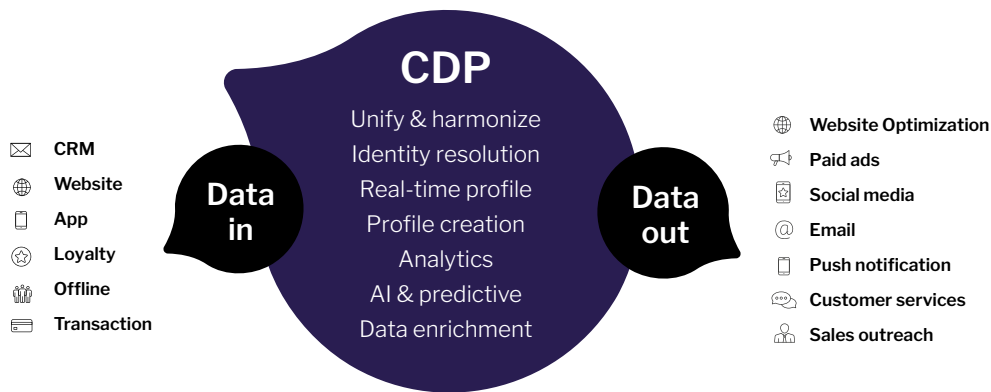 CDP
Unify & harmonize
Identity resolution
Real-time profile
Profile creation
Analytics
AI & predictive
Data enrichment
Data
in
CRM
Website
App
Loyalty
Offline
Transaction
Data
out
Website Optimization
Paid ads
Social media
@
Email
Push notification
Customer services
Sales outreach